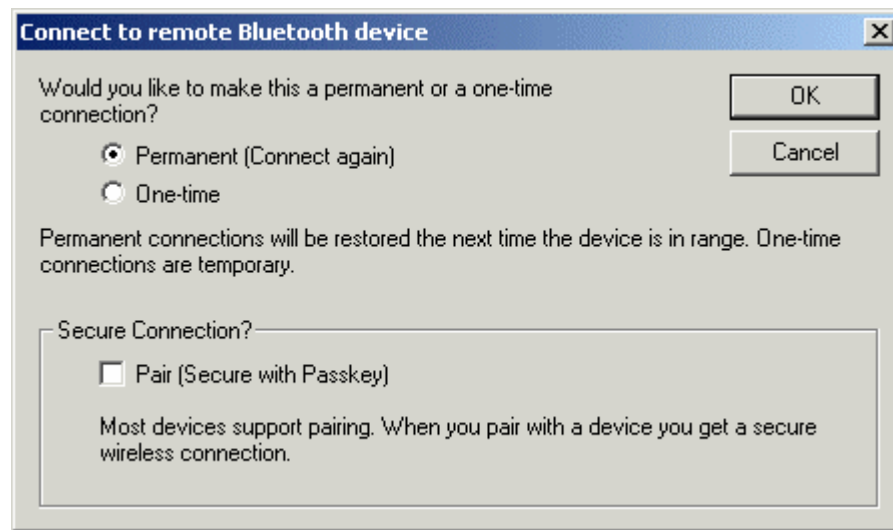 Connect to remote Bluetooth device
Would you like to make this a permanent or a one-time
connection?
OK
Cancel
Permanent (Connect again)
One-time
Permanent connections will be restored the next time the device is in range. One-time
connections are temporary.
Secure Connection?
Pair (Secure with Passkey)
Most devices support pairing. When you pair with a device you get a secure
wireless connection.